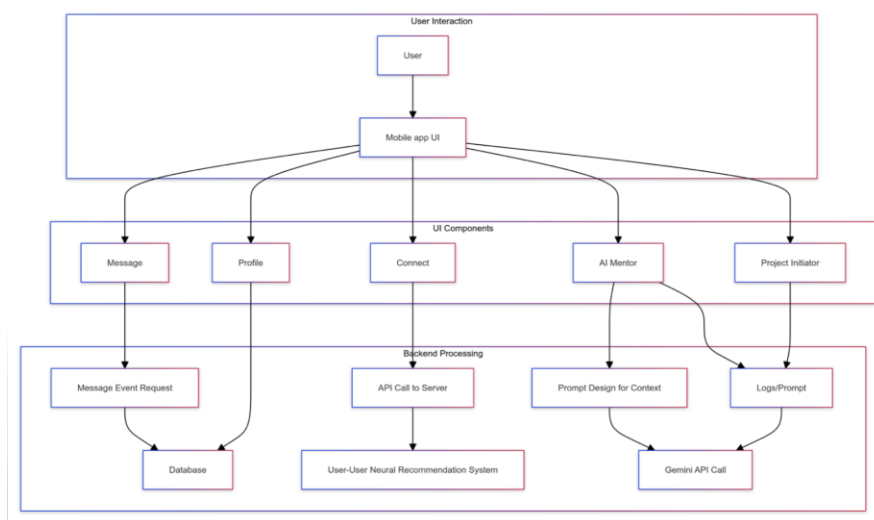 User Interaction
User
Mobile app UI
UI Components
Message
Profile
Connect
AI Mentor
Project Initiator
Backend Processing
Message Event Request
API Call to Server
Prompt Design for Context
Logs/Prompt
Database
User-User Neural Recommendation System
Gemini API Call